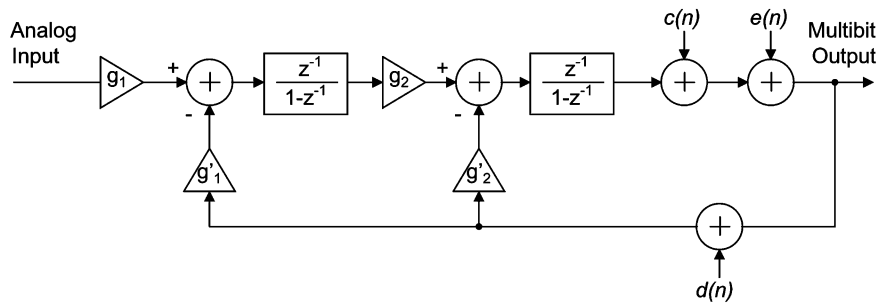 Analog
Input
c(n)
e(n)
Multibit
Output
g1
+
+
z-1
1-z-1
g2
+
+
z-1
1-z-1
+
+
-
-
g'1
g'2
+
d(n)